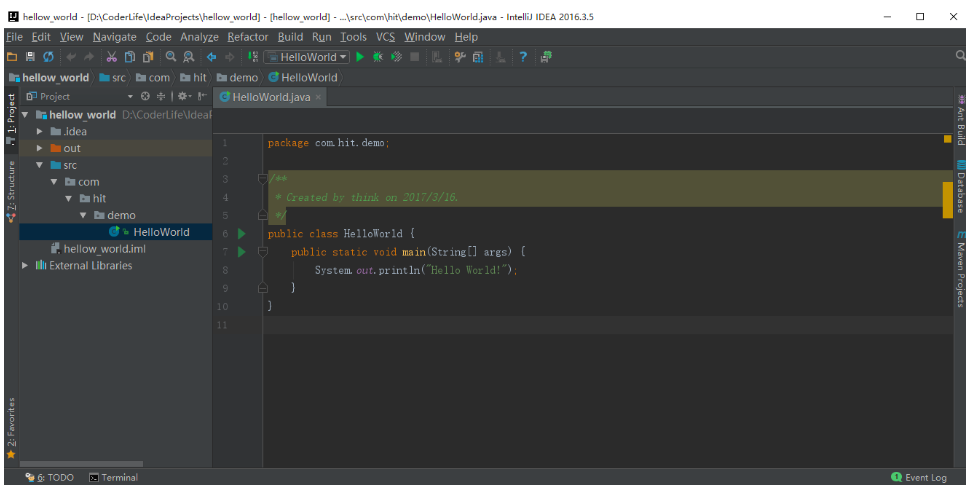 hellow_world - [D:\CoderLife\IdeaProjects\hellow_world] - [hellow_world] - ...\src\com\hit\demo\HelloWorld.java - IntelliJ IDEA 2016.3.5
File Edit View Navigate Code Analyze Refactor Build Run Tools VCS Window Help
HelloWorld
hellow_world src com hit demo HelloWorld
Project
HelloWorld.java
1: Project
7: Structure
2: Favorites
hellow_world D:\CoderLife\Idea
.idea
out
src
com
hit
demo
HelloWorld
hellow_world.iml
External Libraries
1 package com.hit.demo;
2
3 /**
4 * Created by think on 2017/3/16.
5 */
6 public class HelloWorld {
7 public static void main(String[] args) {
8 System.out.println("Hello World!");
9 }
10 }
11
Ant Build
Database
m Maven Projects
6: TODO Terminal
1 Event Log